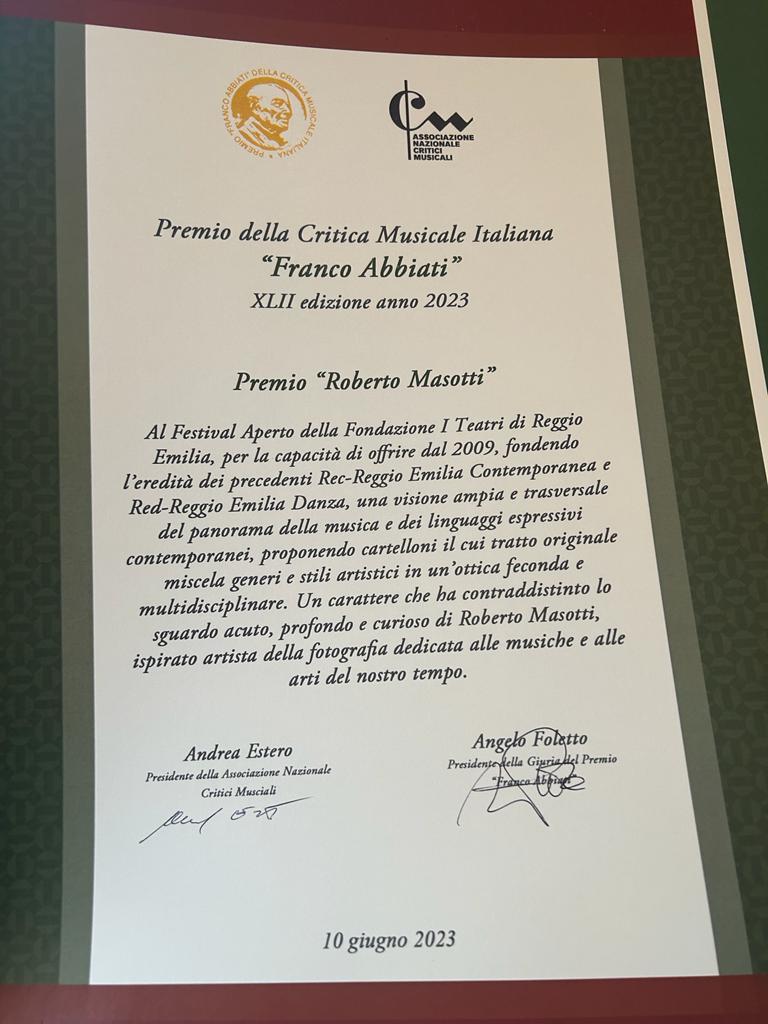 PREMIO "FRANCO ABBIATI" DELLA CRITICA MUSICALE ITALIANA
ASSOCIAZIONE
NAZIONALE
CRITICI
MUSICALI
Premio della Critica Musicale Italiana
“Franco Abbiati”
XLII edizione anno 2023
Premio “Roberto Masotti”
Al Festival Aperto della Fondazione I Teatri di Reggio
Emilia, per la capacità di offrire dal 2009, fondendo
l’eredità dei precedenti Rec-Reggio Emilia Contemporanea e
Red-Reggio Emilia Danza, una visione ampia e trasversale
del panorama della musica e dei linguaggi espressivi
contemporanei, proponendo cartelloni il cui tratto originale
miscela generi e stili artistici in un’ottica feconda e
multidisciplinare. Un carattere che ha contraddistinto lo
sguardo acuto, profondo e curioso di Roberto Masotti,
ispirato artista della fotografia dedicata alle musiche e alle
arti del nostro tempo.
Andrea Estero
Presidente della Associazione Nazionale
Critici Musciali
Angelo Foletto
Presidente della Giuria del Premio
“Franco Abbiati”
10 giugno 2023